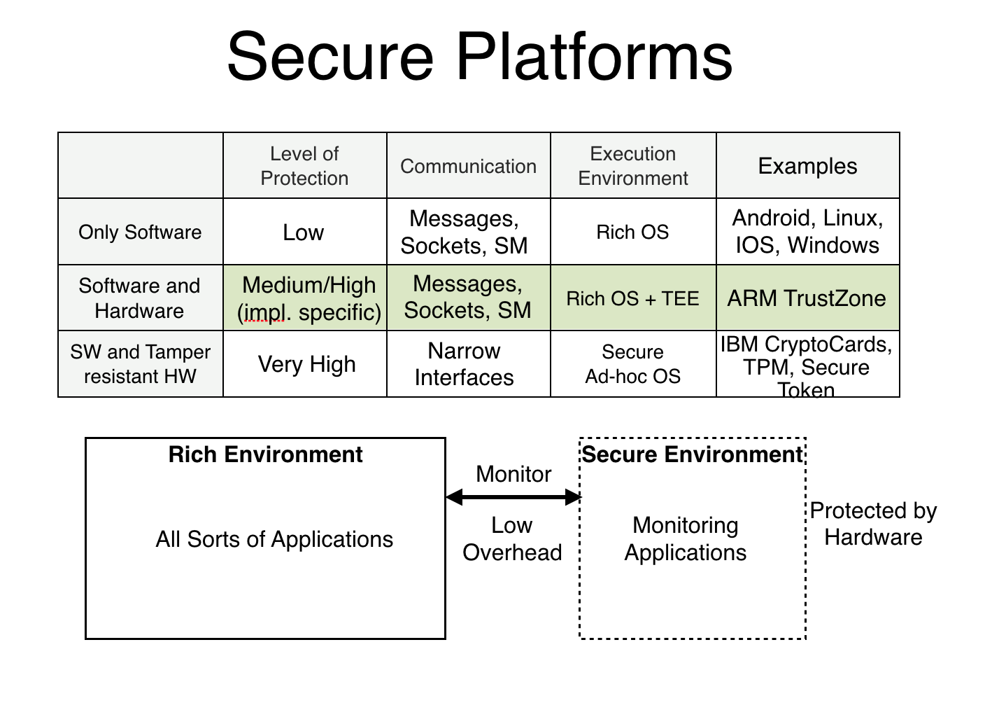 Secure Platforms
Level of
Protection
Communication
Execution
Environment
Examples
Only Software
Low
Messages,
Sockets, SM
Rich OS
Android, Linux,
IOS, Windows
Software and
Hardware
Medium/High
(impl. specific)
Messages,
Sockets, SM
Rich OS + TEE
ARM TrustZone
SW and Tamper
resistant HW
Very High
Narrow
Interfaces
Secure
Ad-hoc OS
IBM CryptoCards,
TPM, Secure
Token
Rich Environment
All Sorts of Applications
Monitor
Low
Overhead
Secure Environment
Monitoring
Applications
Protected by
Hardware